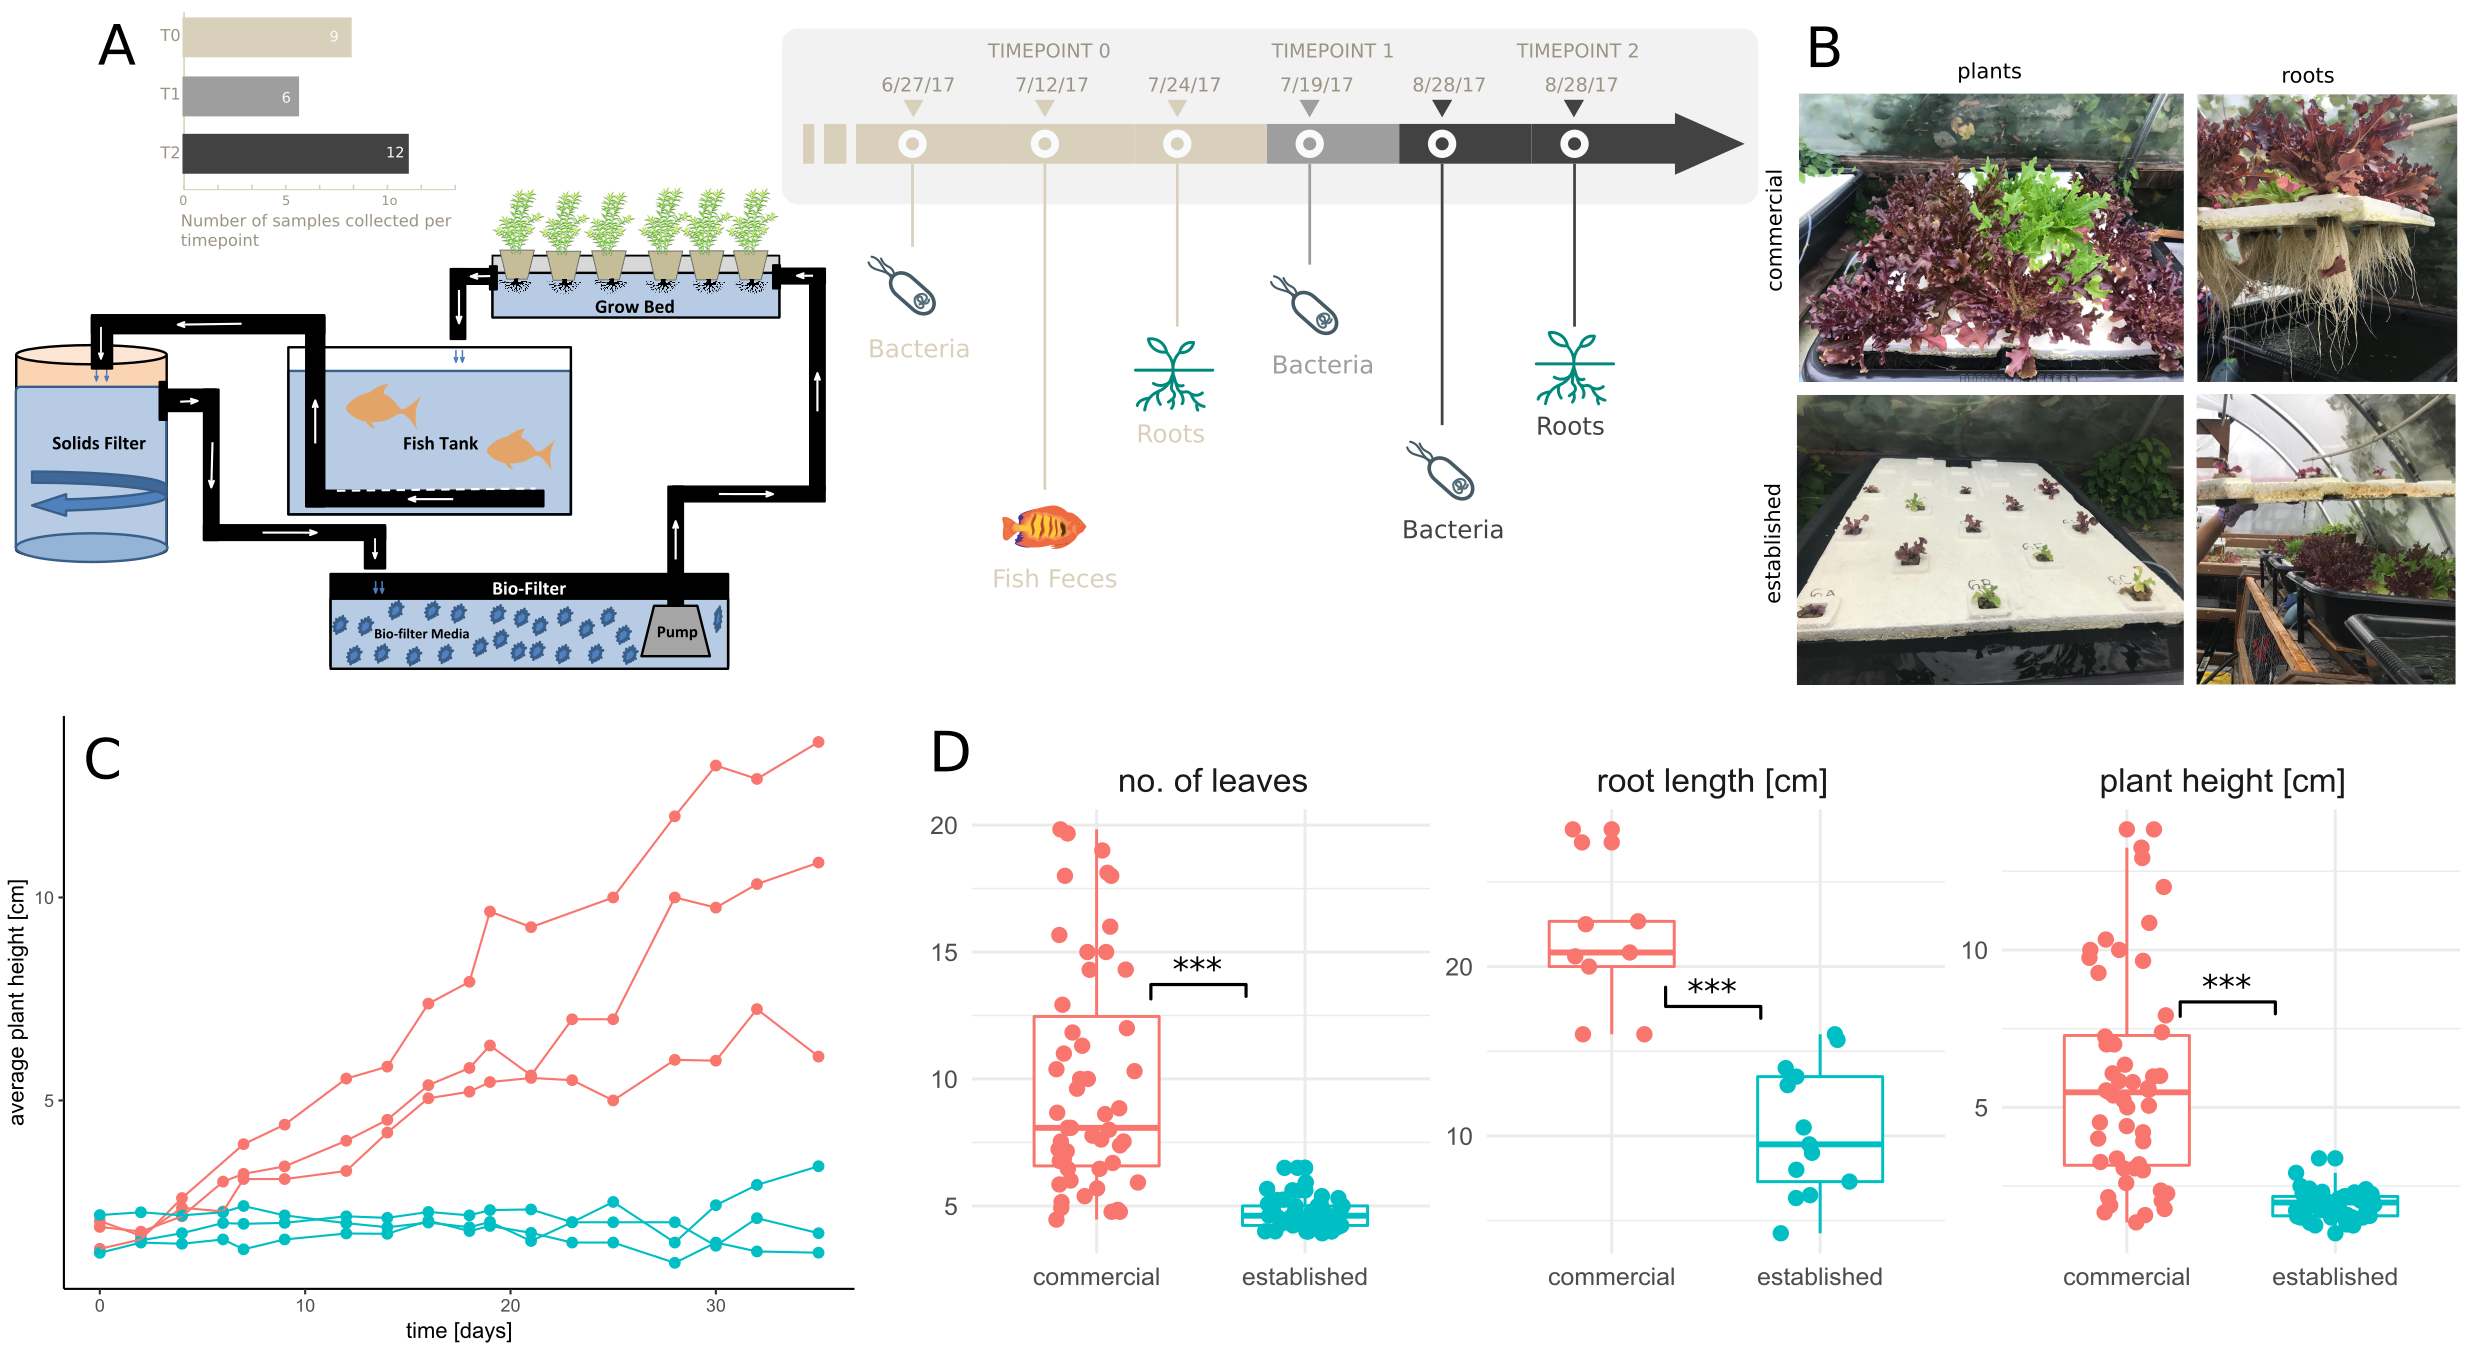 A
T0
9
T1
6
T2
12
0
5
1o
Number of samples collected per
timepoint
Grow Bed
Solids Filter
Fish Tank
Bio-Filter
Bio-filter Media
Pump
TIMEPOINT 0
TIMEPOINT 1
TIMEPOINT 2
6/27/17
7/12/17
7/24/17
7/19/17
8/28/17
8/28/17
Bacteria
Fish Feces
Roots
Bacteria
Bacteria
Roots
B
plants
roots
commercial
established
6A
6B
6C
C
average plant height [cm]
10
5
0
10
20
30
time [days]
D
no. of leaves
20
15
10
5
***
commercial
established
root length [cm]
20
10
***
commercial
established
plant height [cm]
10
5
***
commercial
established